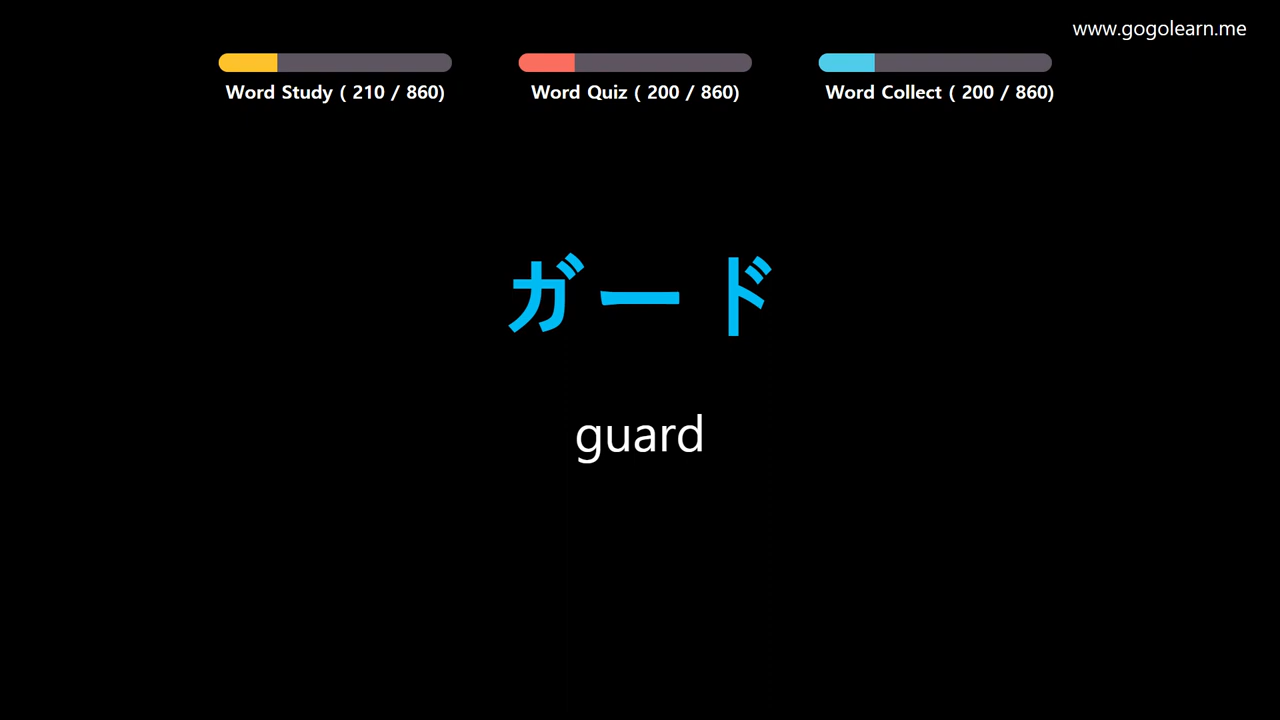 www.gogolearn.me
Word Study ( 210 / 860)
Word Quiz ( 200 / 860)
Word Collect ( 200 / 860)
ガード
guard